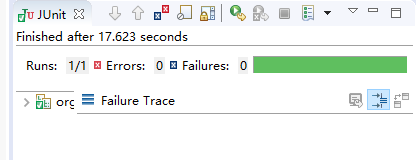 JUnit
Finished after 17.623 seconds
Runs: 1/1 Errors: 0 Failures: 0
org Failure Trace